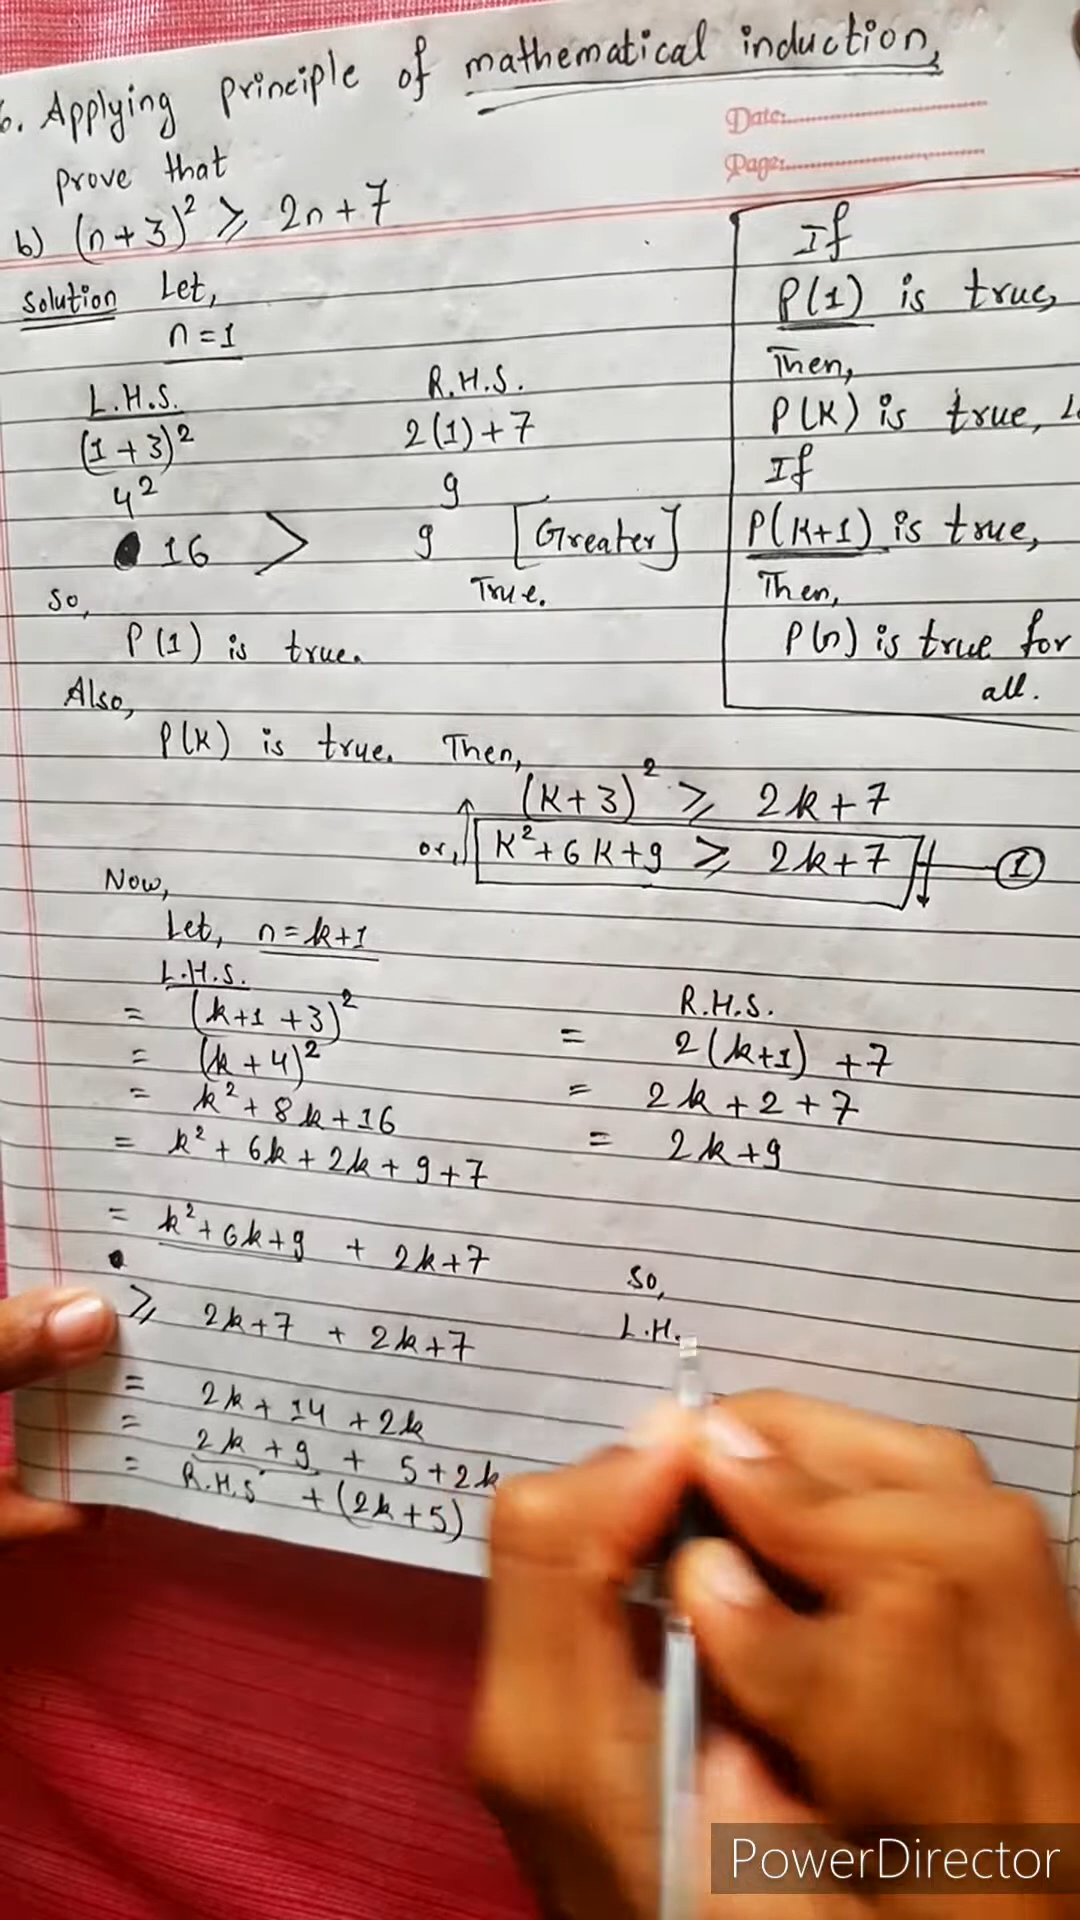 6. Applying principle of mathematical induction,
Date:
Page:
prove that
b) (n+3)² ≥ 2n+7
Solution Let,
n=1
L.H.S. R.H.S.
(1+3)² 2(1)+7
4² 9
16 > 9 [Greater]
True.
So,
P(1) is true.
If
P(1) is true,
Then,
P(K) is true,
If
P(K+1) is true,
Then,
P(n) is true for
all.
Also,
P(K) is true. Then,
(K+3)² ≥ 2k+7
or, K²+6K+9 ≥ 2k+7 ①
Now,
Let, n=k+1
L.H.S.
= (k+1+3)²
= (k+4)²
= k²+8k+16
= k²+6k+2k+9+7
= k²+6k+9 + 2k+7
≥ 2k+7 + 2k+7
= 2k+14+2k
= 2k+9 + 5+2k
= R.H.S + (2k+5)
R.H.S.
= 2(k+1)+7
= 2k+2+7
= 2k+9
So,
L.H.
PowerDirector